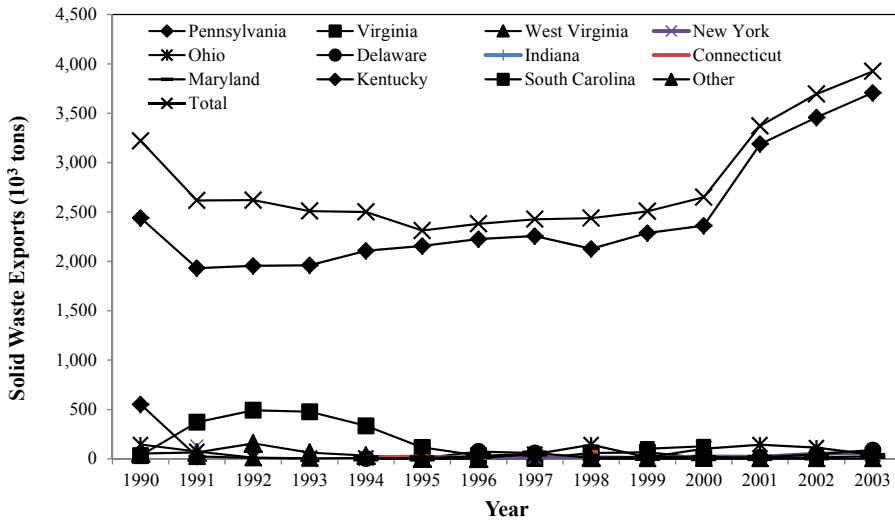 4,500
4,000
3,500
3,000
2,500
2,000
1,500
1,000
500
0
Solid Waste Exports (10³ tons)
Pennsylvania Virginia West Virginia New York
Ohio Delaware Indiana Connecticut
Maryland Kentucky South Carolina Other
Total
1990 1991 1992 1993 1994 1995 1996 1997 1998 1999 2000 2001 2002 2003
Year